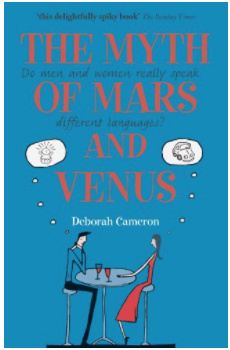 'this delightfully spiky book' The Sunday Times
THE MYTH
Do men and women really speak
OF MARS
different languages?
AND
VENUS
Deborah Cameron